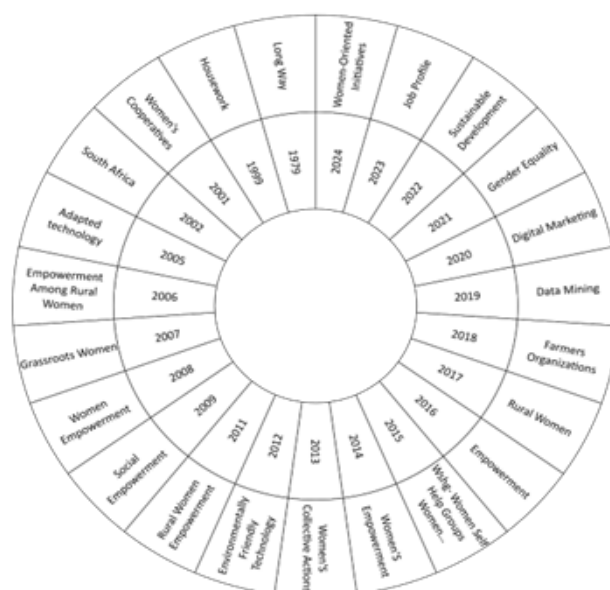 Women-Oriented
Initiatives
2024
Job Profile
2023
Sustainable
Development
2022
Gender Equality
2021
Digital Marketing
2020
Data Mining
2019
Farmers
Organizations
2018
Rural Women
2017
Empowerment
2016
Wshg- Women Self
Help Groups
Women...
2015
Women'S
Empowerment
2014
Women'S
Collective Actions
2013
Environmentally
Friendly
Technology
2012
Rural Women
Empowerment
2011
Social
Empowerment
2009
Women
Empowerment
2008
Grassroots Women
2007
Empowerment
Among Rural
Women
2006
Adapted
technology
2005
South Africa
2002
Women'S
Cooperatives
2001
Housework
1999
Long Way
1979